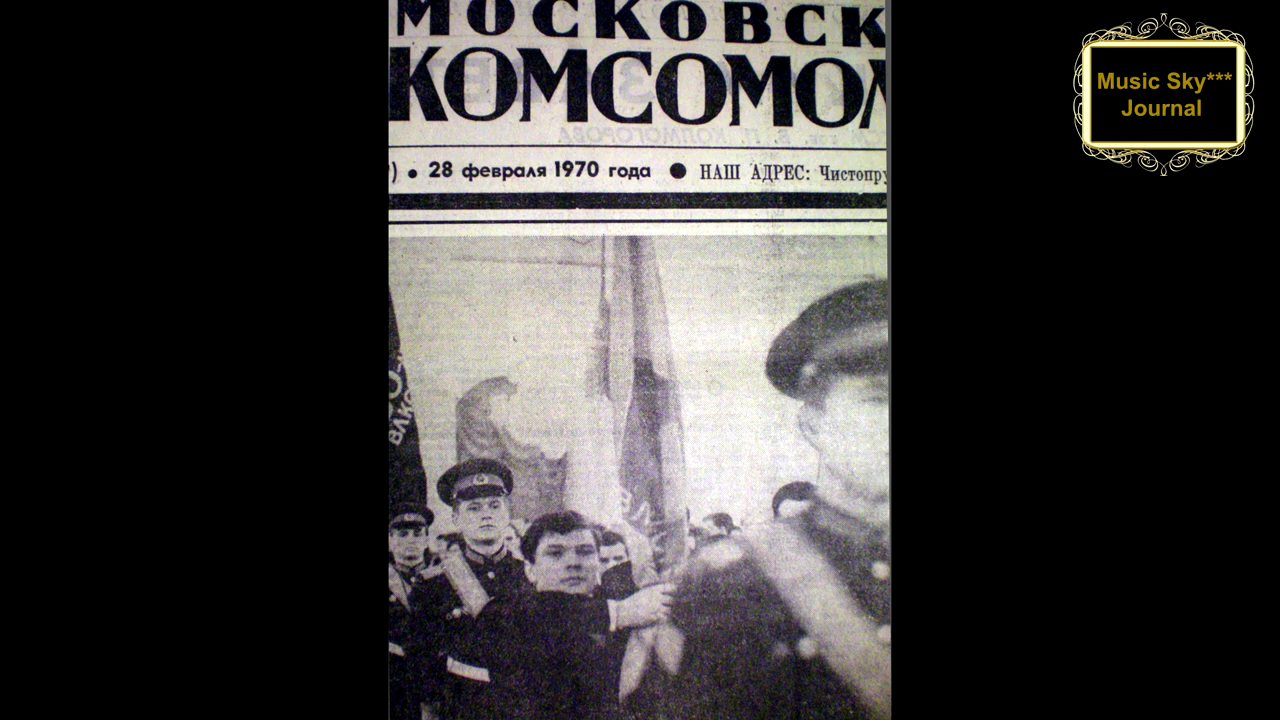 МОСКОВСК
КОМСОМОЛ
) • 28 февраля 1970 года ● НАШ АДРЕС: Чистопру
Music Sky***
Journal